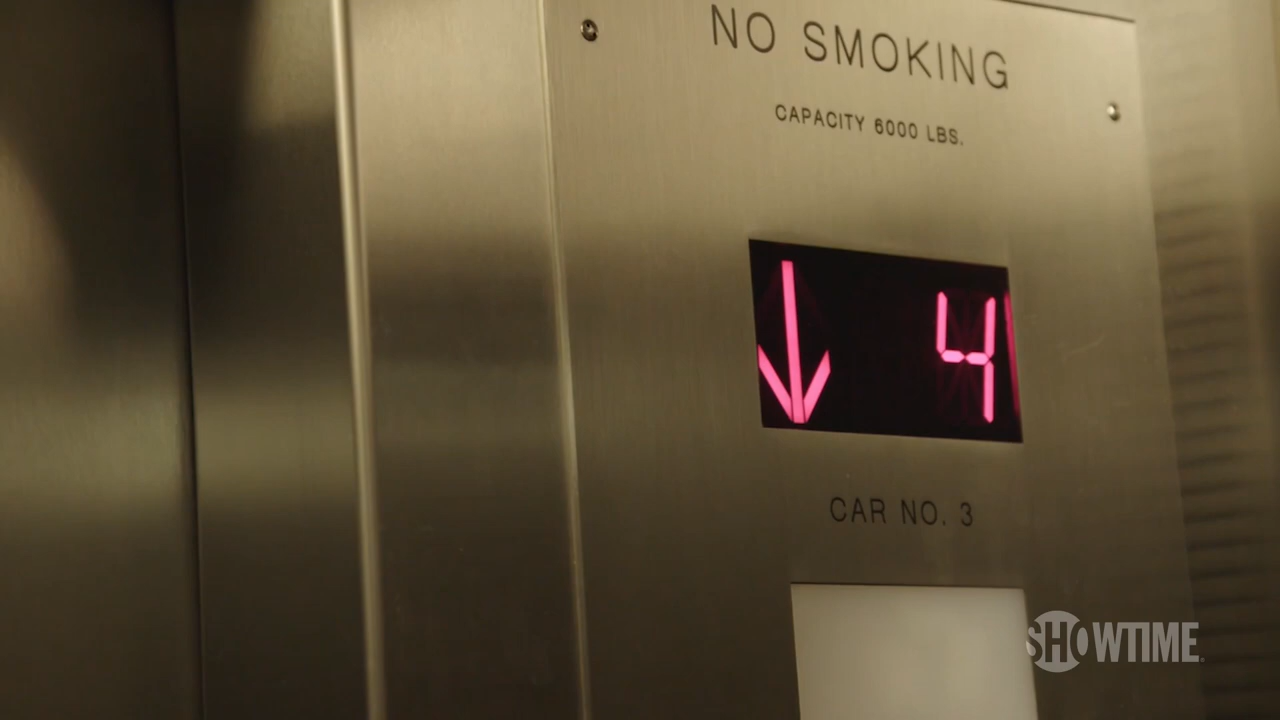 NO SMOKING
CAPACITY 6000 LBS.
4
CAR NO. 3
SHOWTIME